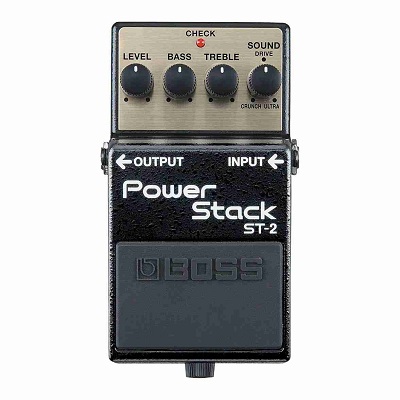 CHECK
LEVEL BASS TREBLE SOUND
DRIVE
CRUNCH ULTRA
←OUTPUT INPUT←
Power
Stack
ST-2
BOSS